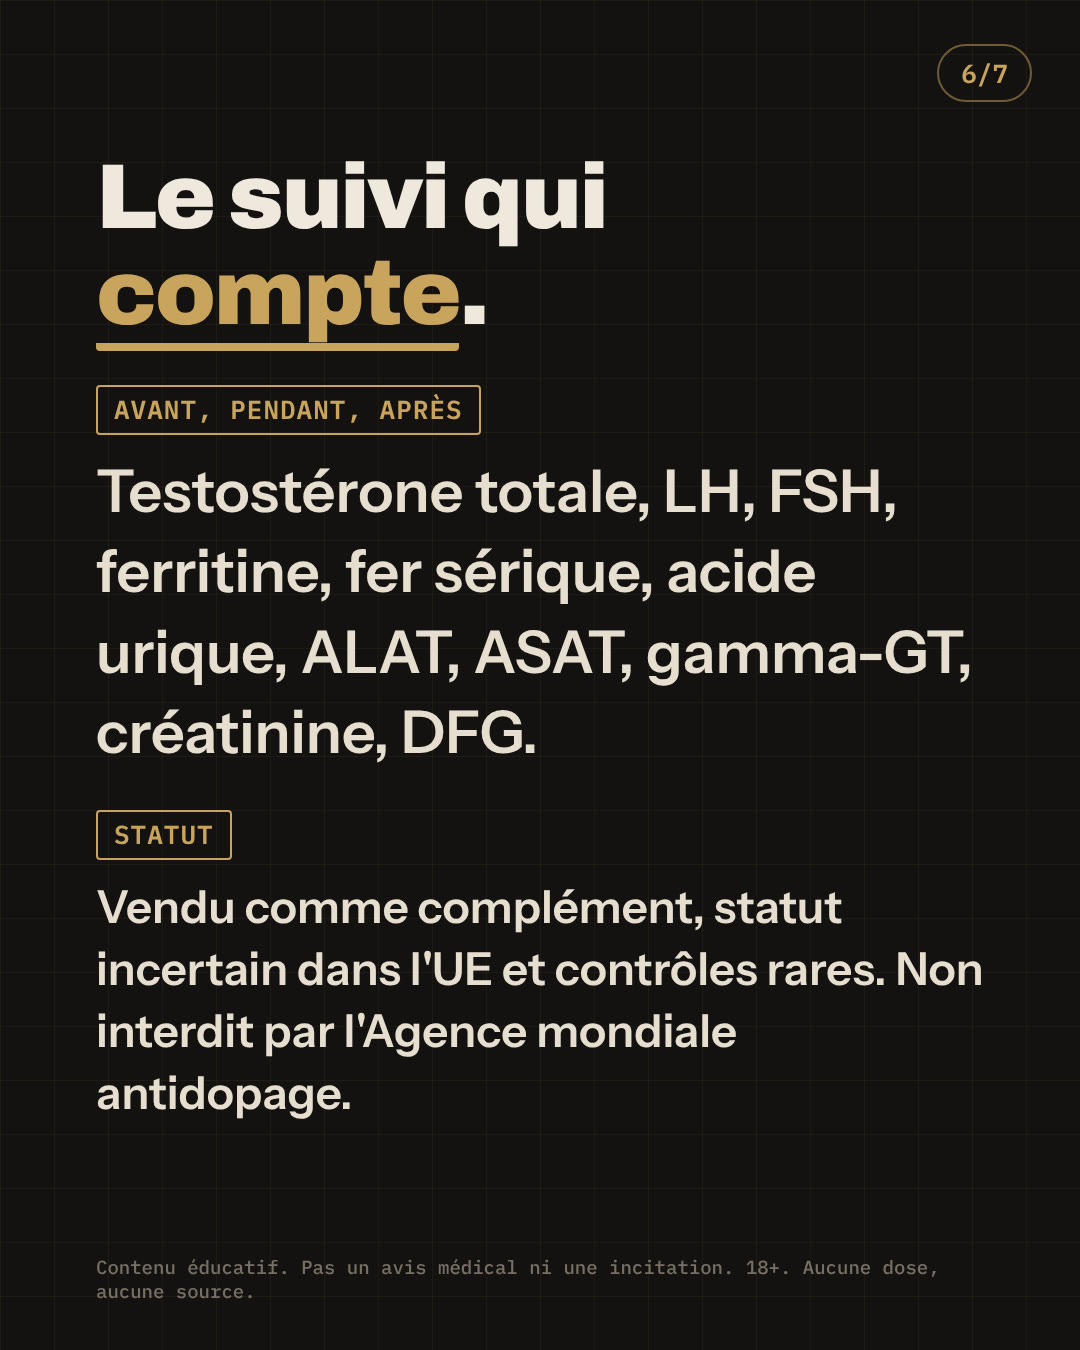 6/7
Le suivi qui
compte.
AVANT, PENDANT, APRÈS
Testostérone totale, LH, FSH,
ferritine, fer sérique, acide
urique, ALAT, ASAT, gamma-GT,
créatinine, DFG.
STATUT
Vendu comme complément, statut
incertain dans l'UE et contrôles rares. Non
interdit par l'Agence mondiale
antidopage.
Contenu éducatif. Pas un avis médical ni une incitation. 18+. Aucune dose,
aucune source.